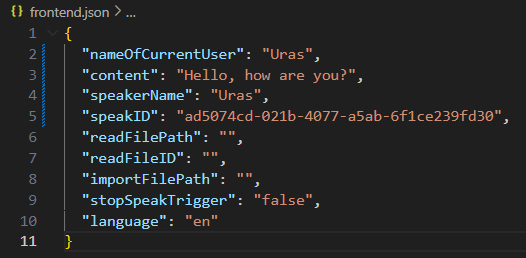 {} frontend.json > ...
1 {
2 "nameOfCurrentUser": "Uras",
3 "content": "Hello, how are you?",
4 "speakerName": "Uras",
5 "speakID": "ad5074cd-021b-4077-a5ab-6f1ce239fd30",
6 "readFilePath": "",
7 "readFileID": "",
8 "importFilePath": "",
9 "stopSpeakTrigger": "false",
10 "language": "en"
11 }